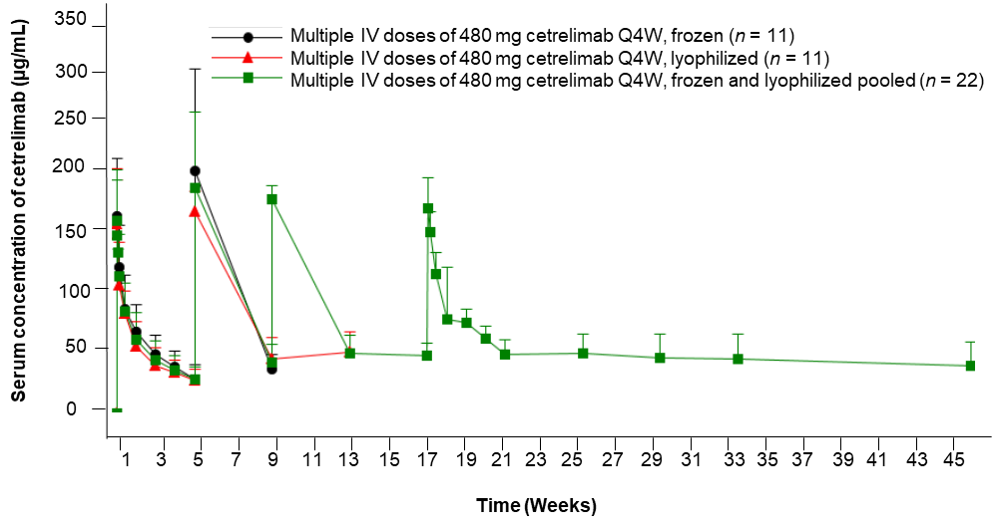 Serum concentration of cetrelimab (µg/mL)
350
300
250
200
150
100
50
0
Multiple IV doses of 480 mg cetrelimab Q4W, frozen (n = 11)
Multiple IV doses of 480 mg cetrelimab Q4W, lyophilized (n = 11)
Multiple IV doses of 480 mg cetrelimab Q4W, frozen and lyophilized pooled (n = 22)
1 3 5 7 9 11 13 15 17 19 21 23 25 27 29 31 33 35 37 39 41 43 45
Time (Weeks)